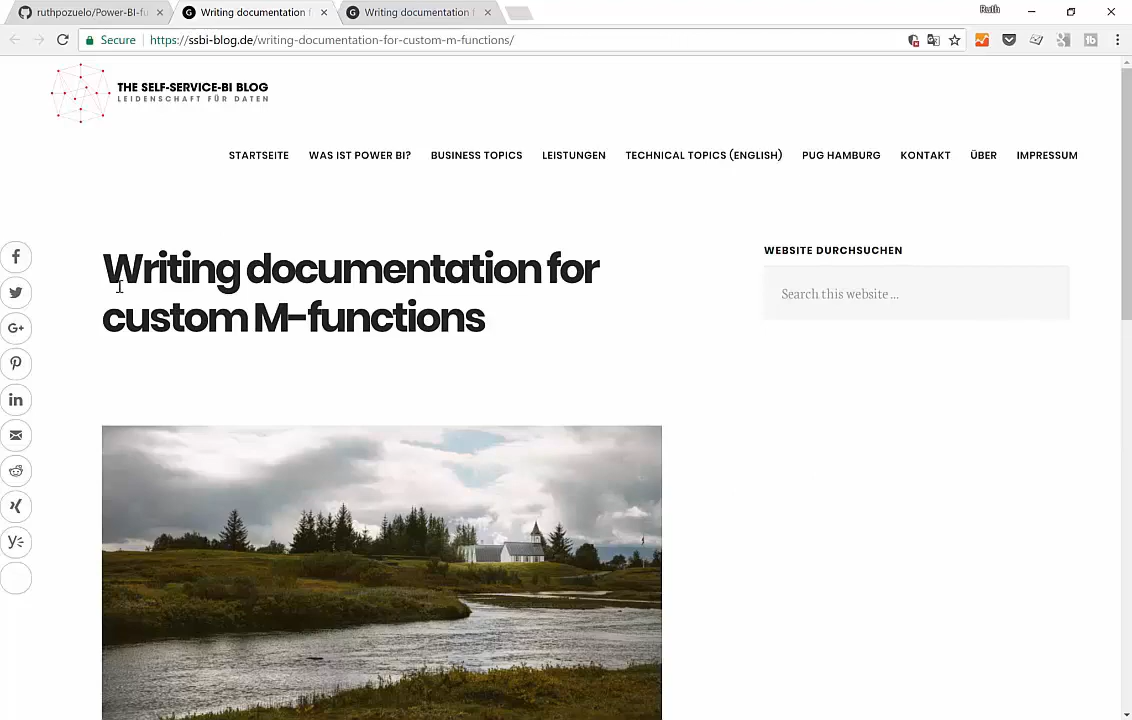 ruthpozuelo/Power-BI-fu
Writing documentation f
Writing documentation f
Ruth
Secure
https://ssbi-blog.de/writing-documentation-for-custom-m-functions/
THE SELF-SERVICE-BI BLOG
LEIDENSCHAFT FÜR DATEN
STARTSEITE WAS IST POWER BI? BUSINESS TOPICS LEISTUNGEN TECHNICAL TOPICS (ENGLISH) PUG HAMBURG KONTAKT ÜBER IMPRESSUM
Writing documentation for
custom M-functions
WEBSITE DURCHSUCHEN
Search this website ...